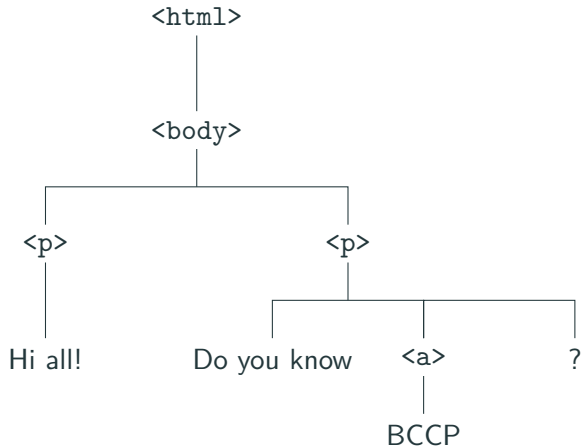 <html>
<body>
<p> <p>
Hi all! Do you know <a> ?
BCCP